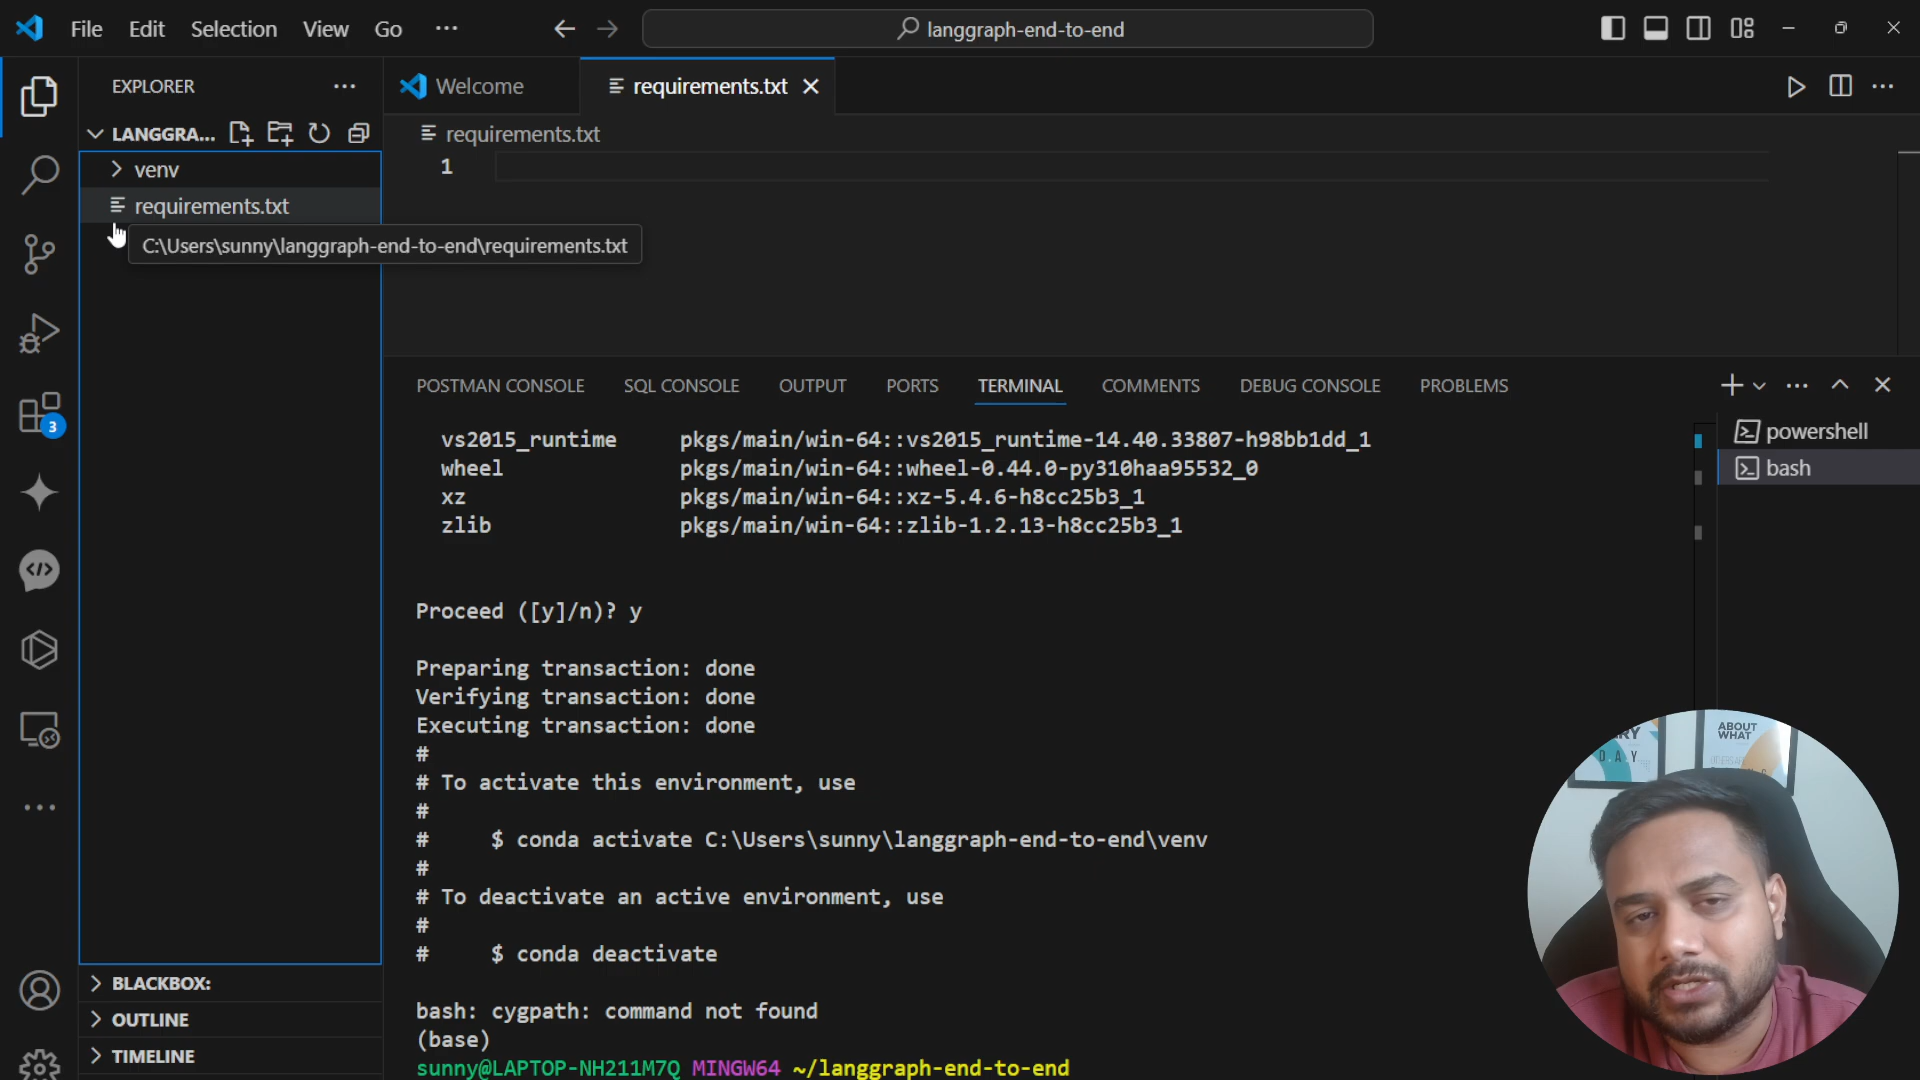 File Edit Selection View Go
langgraph-end-to-end
EXPLORER
LANGGRA...
venv
requirements.txt
C:\Users\sunny\langgraph-end-to-end\requirements.txt
BLACKBOX:
OUTLINE
TIMELINE
3
Welcome
requirements.txt
requirements.txt
1
POSTMAN CONSOLE SQL CONSOLE OUTPUT PORTS TERMINAL COMMENTS DEBUG CONSOLE PROBLEMS
vs2015_runtime pkgs/main/win-64::vs2015_runtime-14.40.33807-h98bb1dd_1
wheel pkgs/main/win-64::wheel-0.44.0-py310haa95532_0
xz pkgs/main/win-64::xz-5.4.6-h8cc25b3_1
zlib pkgs/main/win-64::zlib-1.2.13-h8cc25b3_1
Proceed ([y]/n)? y
Preparing transaction: done
Verifying transaction: done
Executing transaction: done
#
# To activate this environment, use
#
# $ conda activate C:\Users\sunny\langgraph-end-to-end\venv
#
# To deactivate an active environment, use
#
# $ conda deactivate
bash: cygpath: command not found
(base)
sunny@LAPTOP-NH211M7Q MINGW64 ~/langgraph-end-to-end
powershell
bash
D.A.Y
ABOUT
WHAT